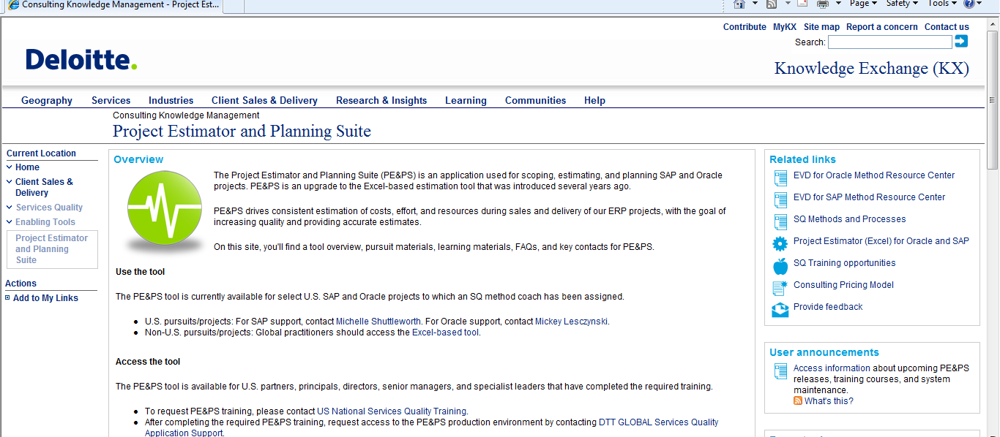 Consulting Knowledge Management - Project Est...
Page
Safety
Tools
Contribute MyKX Site map Report a concern Contact us
Search:
Deloitte.
Knowledge Exchange (KX)
Geography Services Industries Client Sales & Delivery Research & Insights Learning Communities Help
Consulting Knowledge Management
Project Estimator and Planning Suite
Current Location
Home
Client Sales &
Delivery
Services Quality
Enabling Tools
Project Estimator
and Planning
Suite
Actions
Add to My Links
Overview
The Project Estimator and Planning Suite (PE&PS) is an application used for scoping, estimating, and planning SAP and Oracle
projects. PE&PS is an upgrade to the Excel-based estimation tool that was introduced several years ago.
PE&PS drives consistent estimation of costs, effort, and resources during sales and delivery of our ERP projects, with the goal of
increasing quality and providing accurate estimates.
On this site, you'll find a tool overview, pursuit materials, learning materials, FAQs, and key contacts for PE&PS.
Use the tool
The PE&PS tool is currently available for select U.S. SAP and Oracle projects to which an SQ method coach has been assigned.
• U.S. pursuits/projects: For SAP support, contact Michelle Shuttleworth. For Oracle support, contact Mickey Lesczynski.
• Non-U.S. pursuits/projects: Global practitioners should access the Excel-based tool.
Access the tool
The PE&PS tool is available for U.S. partners, principals, directors, senior managers, and specialist leaders that have completed the required training.
• To request PE&PS training, please contact US National Services Quality Training.
• After completing the required PE&PS training, request access to the PE&PS production environment by contacting DTT GLOBAL Services Quality
Application Support.
Related links
EVD for Oracle Method Resource Center
EVD for SAP Method Resource Center
SQ Methods and Processes
Project Estimator (Excel) for Oracle and SAP
SQ Training opportunities
Consulting Pricing Model
Provide feedback
User announcements
Access information about upcoming PE&PS
releases, training courses, and system
maintenance.
What's this?